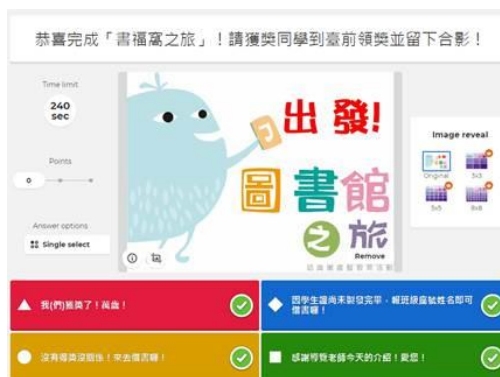 恭喜完成「書福窩之旅」！請獲獎同學到臺前領獎並留下合影！
Time limit
240
sec
Points
0
Answer options
Single select
出發!
圖書館
之旅
Remove
Image reveal
Original
3x3
5x5
8x8
我(們)獲獎了！萬歲！
因學生證尚未製發完畢，報班級座號姓名即可
借書囉！
沒有得獎沒關係！來去借書囉！
感謝導覽老師今天的介紹！愛您！